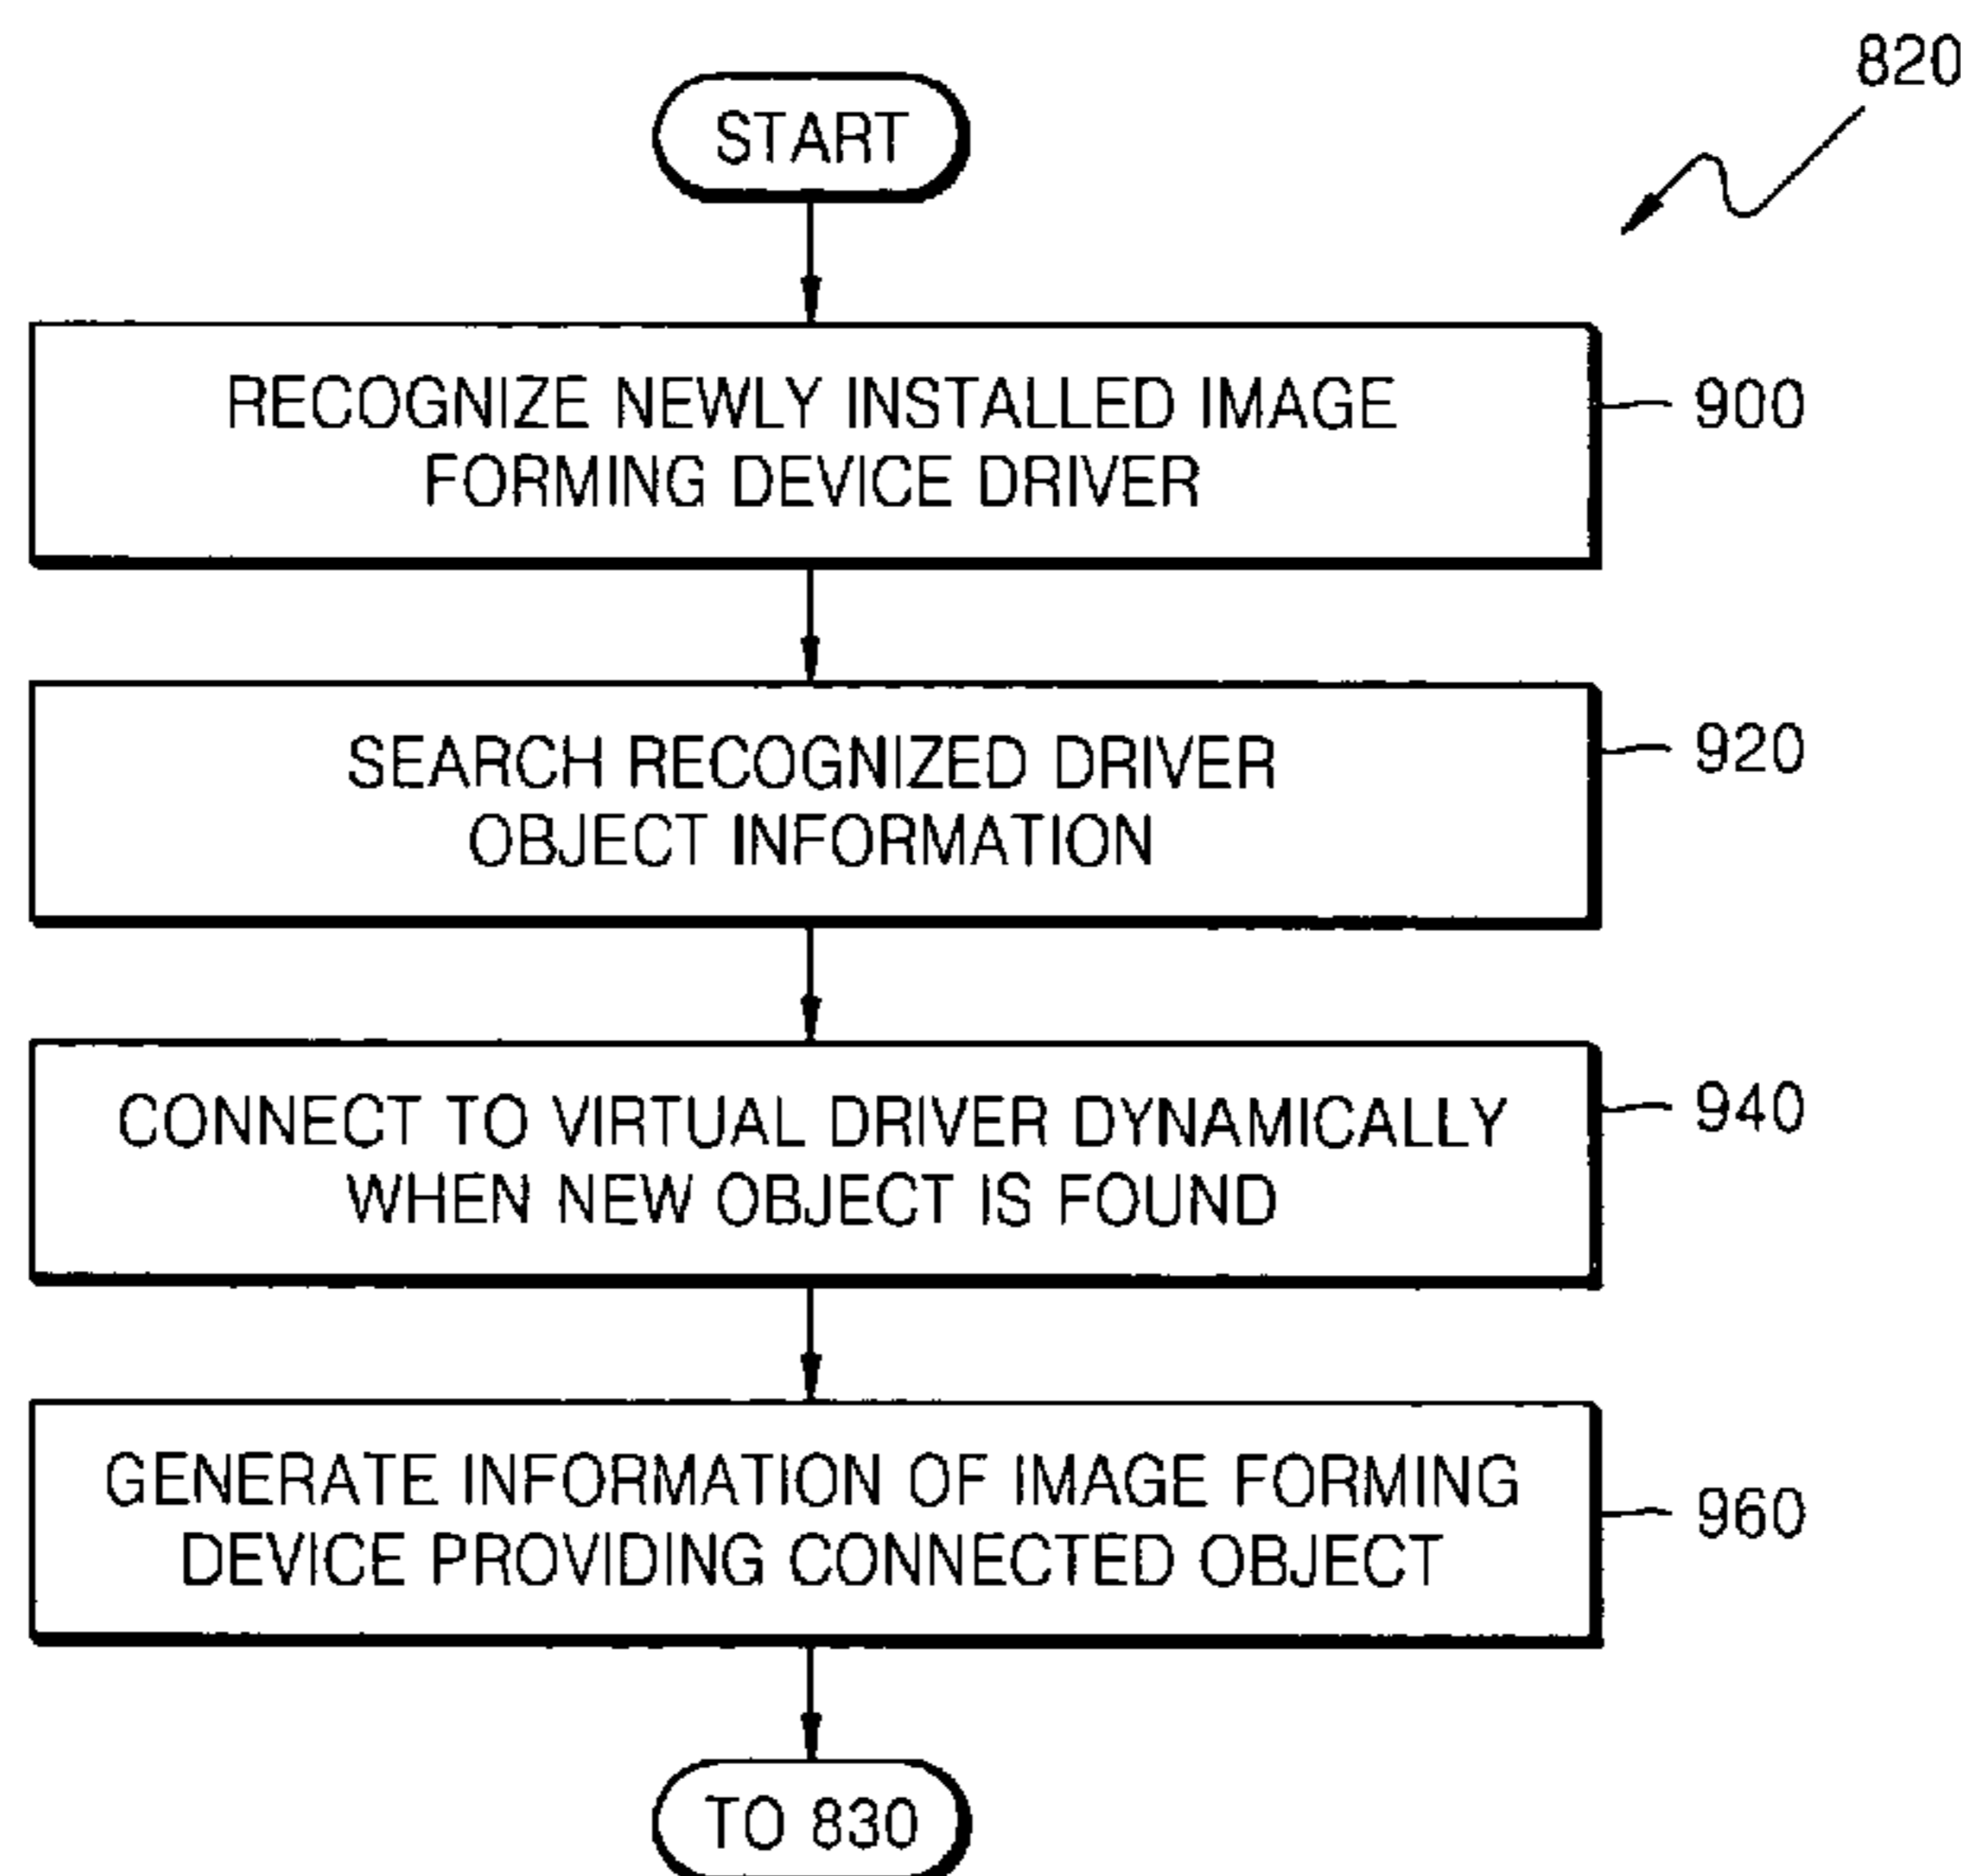 820
START
RECOGNIZE NEWLY INSTALLED IMAGE
FORMING DEVICE DRIVER
900
SEARCH RECOGNIZED DRIVER
OBJECT INFORMATION
920
CONNECT TO VIRTUAL DRIVER DYNAMICALLY
WHEN NEW OBJECT IS FOUND
940
GENERATE INFORMATION OF IMAGE FORMING
DEVICE PROVIDING CONNECTED OBJECT
960
TO 830